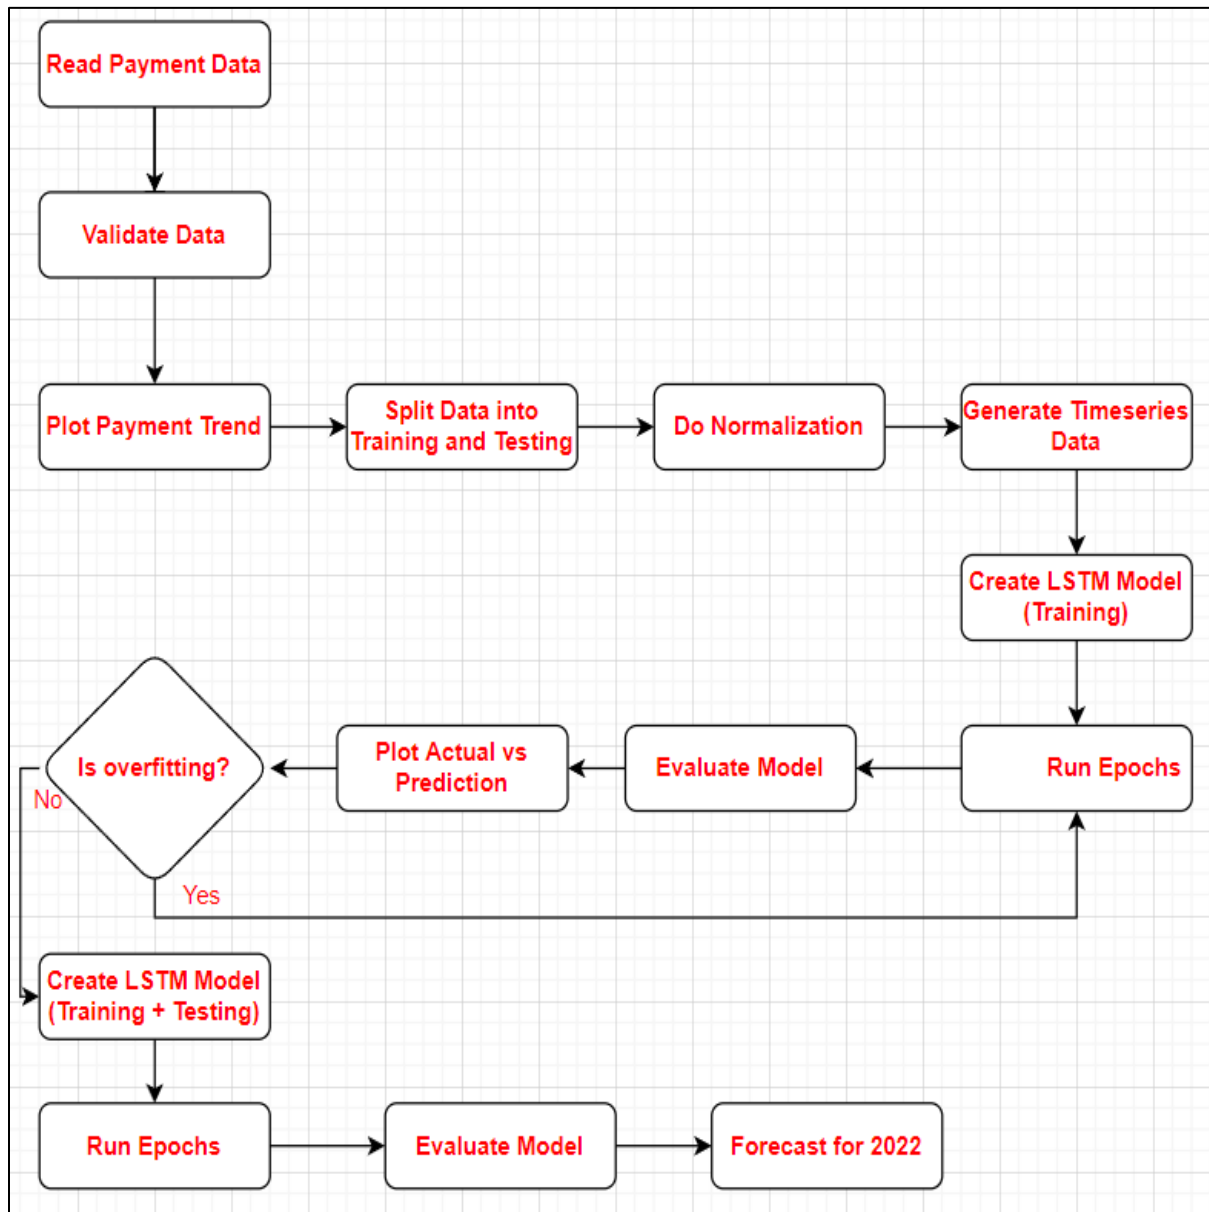 Read Payment Data
Validate Data
Plot Payment Trend
Split Data into
Training and Testing
Do Normalization
Generate Timeseries
Data
Create LSTM Model
(Training)
Run Epochs
Evaluate Model
Plot Actual vs
Prediction
Is overfitting?
No
Yes
Create LSTM Model
(Training + Testing)
Run Epochs
Evaluate Model
Forecast for 2022